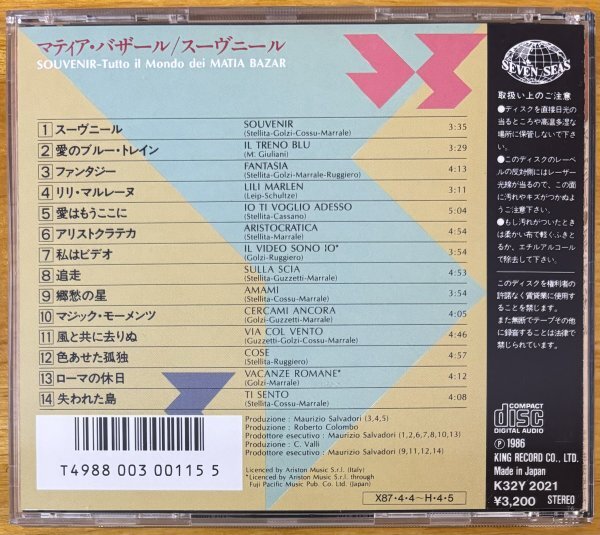 マティア・バザール/スーヴニール
SOUVENIR–Tutto il Mondo dei MATIA BAZAR
1 スーヴニール SOUVENIR 3:35
(Stellita-Golzi-Cossu-Marrale)
2 愛のブルー・トレイン IL TRENO BLU 3:29
(M. Giuliani)
3 ファンタジー FANTASIA 4:13
(Stellita-Golzi-Marrale-Ruggiero)
4 リリ・マルレーヌ LILI MARLEN 3:11
(Leip-Schultze)
5 愛はもうここに IO TI VOGLIO ADESSO 5:04
(Stellita-Cassano)
6 アリストクラテカ ARISTOCRATICA 4:54
(Stellita-Marrale)
7 私はビデオ IL VIDEO SONO IO* 3:54
(Golzi-Ruggiero)
8 追走 SULLA SCIA 4:53
(Stellita-Guzzetti-Marrale)
9 郷愁の星 AMAMI 3:54
(Stellita-Cossu-Marrale)
10 マジック・モーメンツ CERCAMI ANCORA 4:05
(Golzi-Guzzetti-Marrale)
11 風と共に去りぬ VIA COL VENTO 4:46
(Guzzetti-Golzi-Cossu-Marrale)
12 色あせた孤独 COSE 4:57
(Stellita-Ruggiero)
13 ローマの休日 VACANZE ROMANE* 4:12
(Golzi-Marrale)
14 失われた島 TI SENTO 4:08
(Stellita-Cossu-Marrale)
Produzione : Maurizio Salvadori (3,4,5)
Produzione : Roberto Colombo
Prodottore esecutivo : Maurizio Salvadori (1,2,6,7,8,10,13)
Produzione : C. Valli
Prodottore esecutivo : Maurizio Salvadori (9,11,12,14)
Licenced by Ariston Music S.r.l. (Italy)
*Licenced by Ariston Music S.r.l. through
Fuji Pacific Music Pub. Co. Ltd. (Japan)
X87・4・4〜H・4・5
T4988 003 00115 5
SEVEN SEAS
取扱い上のご注意
●ディスクを直接日光の
当るところや高温多湿な
場所に保管しないで下さ
い。
●このディスクのレーベ
ルの反対側にはレーザー
光線が当るので、この面
に汚れやキズがつかぬよ
うご注意下さい。
●もし汚れがついたときは
柔かい布で軽くふきと
るか、エチルアルコール
で除去して下さい。
このディスクを権利者の
許諾なく賃貸業に使用す
ることを禁じます。
また無断でテープその他
に録音することは法律で
禁じられています。
COMPACT
disc
DIGITAL AUDIO
Ⓟ 1986
KING RECORD CO., LTD.
Made in Japan
K32Y 2021
¥3,200 STEREO